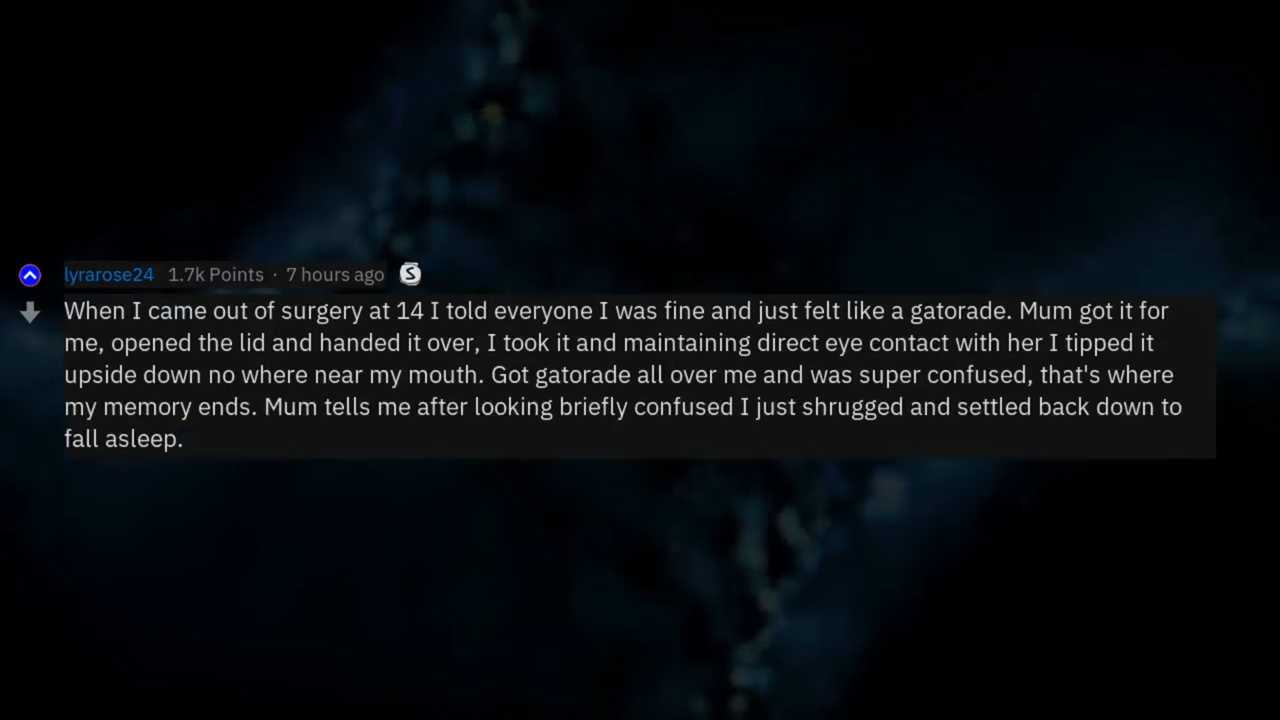 lyrarose24 1.7k Points · 7 hours ago S
When I came out of surgery at 14 I told everyone I was fine and just felt like a gatorade. Mum got it for
me, opened the lid and handed it over, I took it and maintaining direct eye contact with her I tipped it
upside down no where near my mouth. Got gatorade all over me and was super confused, that's where
my memory ends. Mum tells me after looking briefly confused I just shrugged and settled back down to
fall asleep.